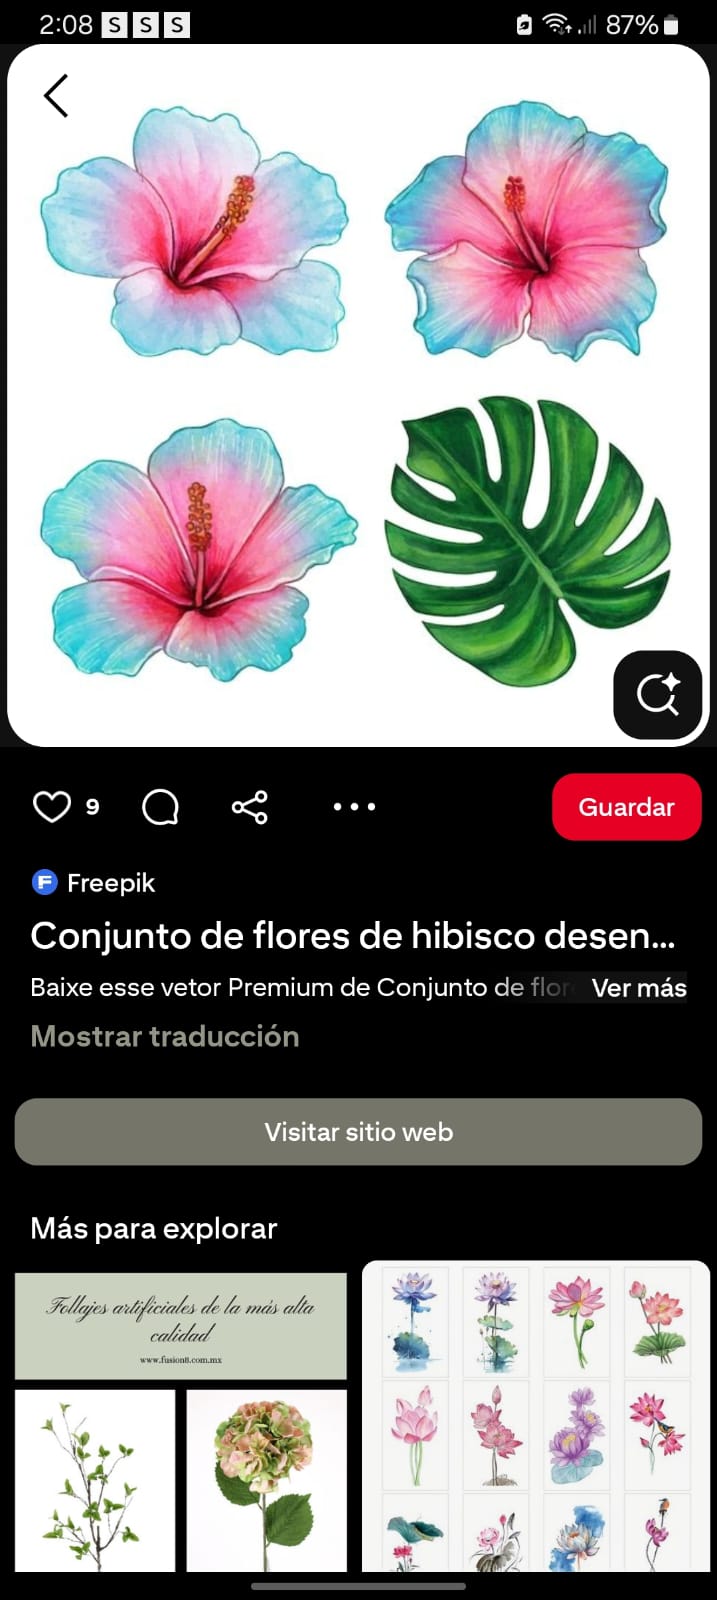 2:08 S S S 87%
9
Guardar
Freepik
Conjunto de flores de hibisco desen...
Baixe esse vetor Premium de Conjunto de flor Ver más
Mostrar traducción
Visitar sitio web
Más para explorar
Follajes artificiales de la más alta
calidad
www.fusion8.com.mx